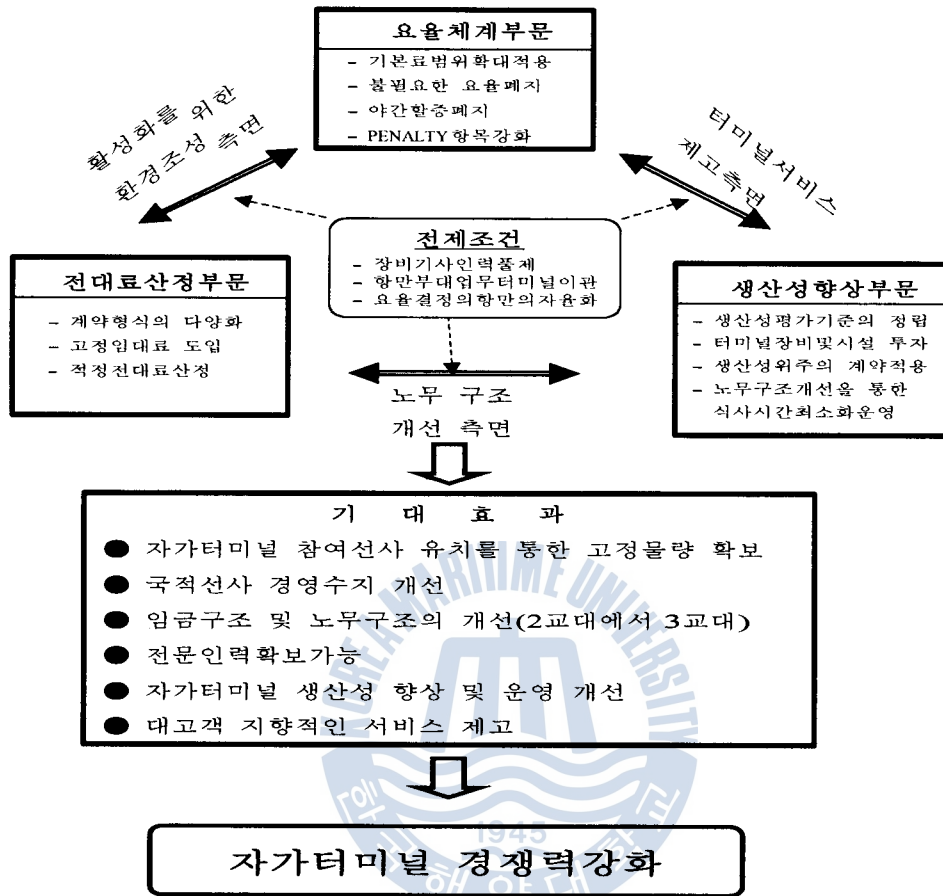 요율체계부문
- 기본료범위확대적용
- 불필요한 요율폐지
- 야간할증폐지
- PENALTY항목강화
활성화를 위한
환경조성 측면
터미널서비스
제고측면
전제조건
- 장비기사인력풀제
- 항만부대업무터미널이관
- 요율결정의항만의자율화
전대료산정부문
- 계약형식의 다양화
- 고정임대료 도입
- 적정전대료산정
생산성향상부문
- 생산성평가기준의 정립
- 터미널장비및시설 투자
- 생산성위주의 계약적용
- 노무구조개선을 통한
식사시간최소화운영
노무 구조
개선 측면
기 대 효 과
● 자가터미널 참여선사 유치를 통한 고정물량 확보
● 국적선사 경영수지 개선
● 임금구조 및 노무구조의 개선(2교대에서 3교대)
● 전문인력확보가능
● 자가터미널 생산성 향상 및 운영 개선
● 대고객 지향적인 서비스 제고
자가터미널 경쟁력강화
KOREA MARITIME UNIVERSITY
1945
한국해양대학교